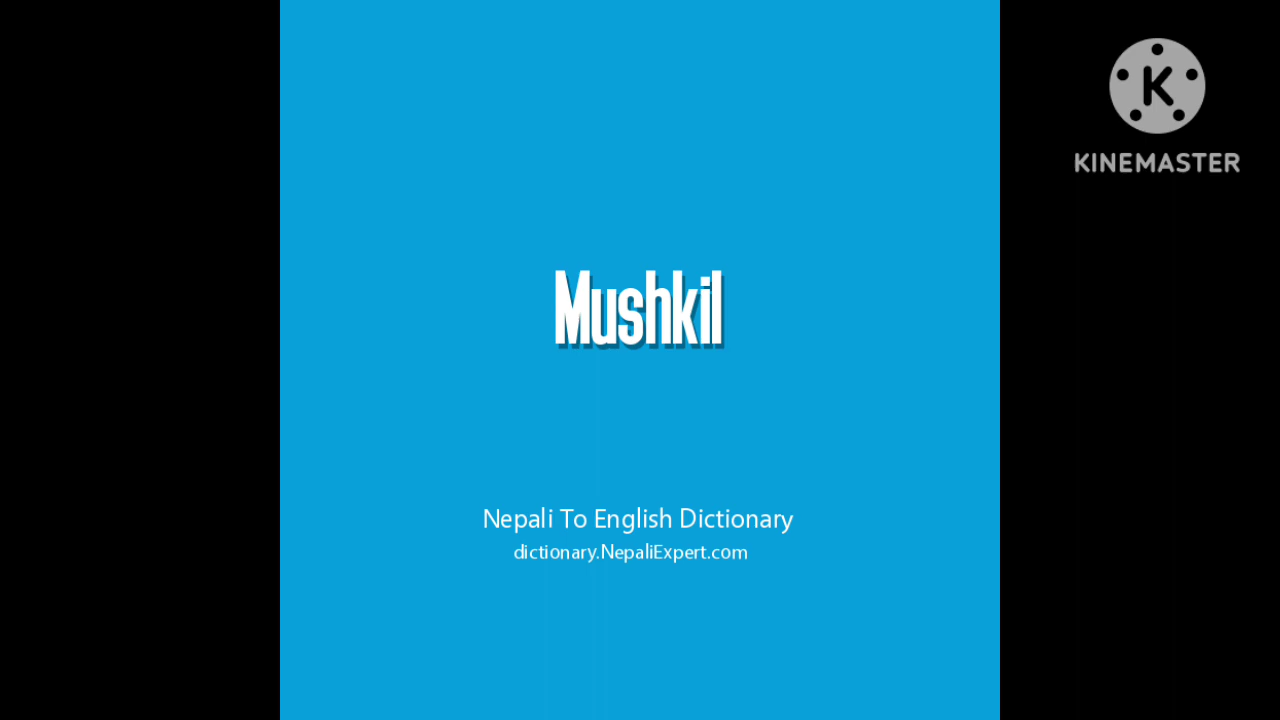 K
KINEMASTER
Mushkil
Nepali To English Dictionary
dictionary.NepaliExpert.com